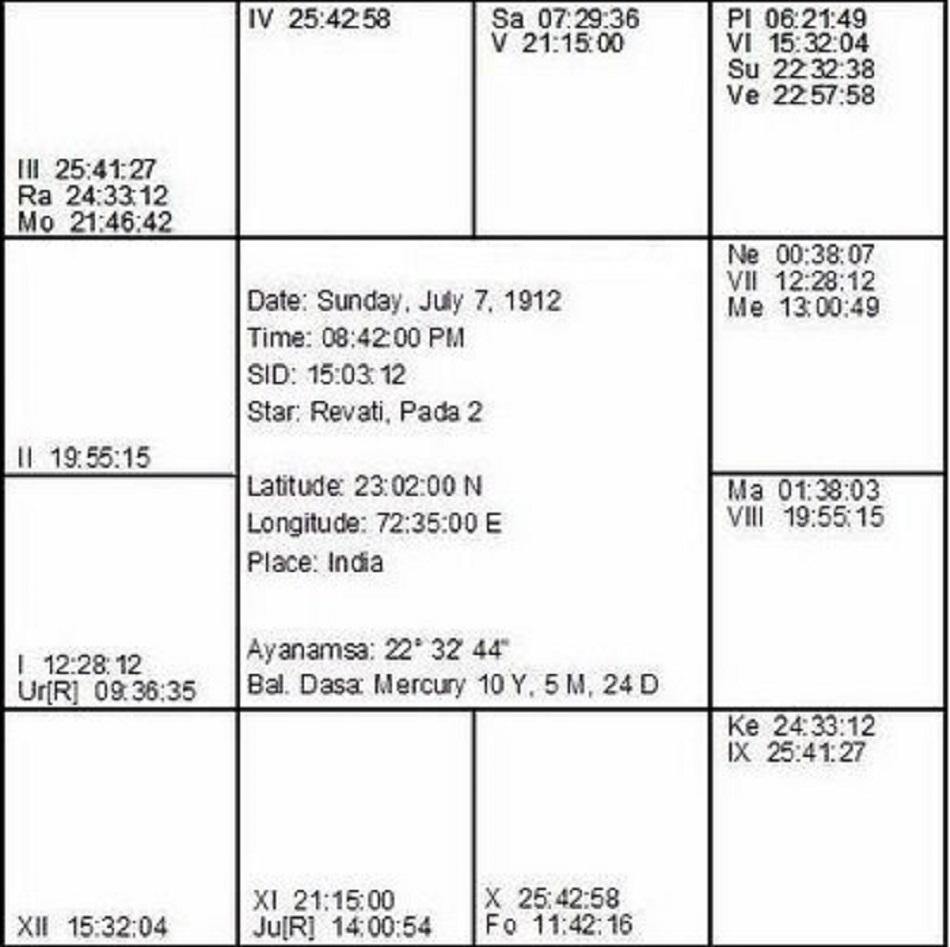 IV 25:42:58
Sa 07:29:36
V 21:15:00
Pl 06:21:49
VI 15:32:04
Su 22:32:38
Ve 22:57:58
III 25:41:27
Ra 24:33:12
Mo 21:46:42
Ne 00:38:07
VII 12:28:12
Me 13:00:49
Date: Sunday, July 7, 1912
Time: 08:42:00 PM
SID: 15:03:12
Star: Revati, Pada 2
II 19:55:15
Latitude: 23:02:00 N
Longitude: 72:35:00 E
Place: India
Ma 01:38:03
VIII 19:55:15
Ayanamsa: 22° 32' 44"
Bal. Dasa: Mercury 10 Y, 5 M, 24 D
I 12:28:12
Ur[R] 09:36:35
Ke 24:33:12
IX 25:41:27
XII 15:32:04
XI 21:15:00
Ju[R] 14:00:54
X 25:42:58
Fo 11:42:16